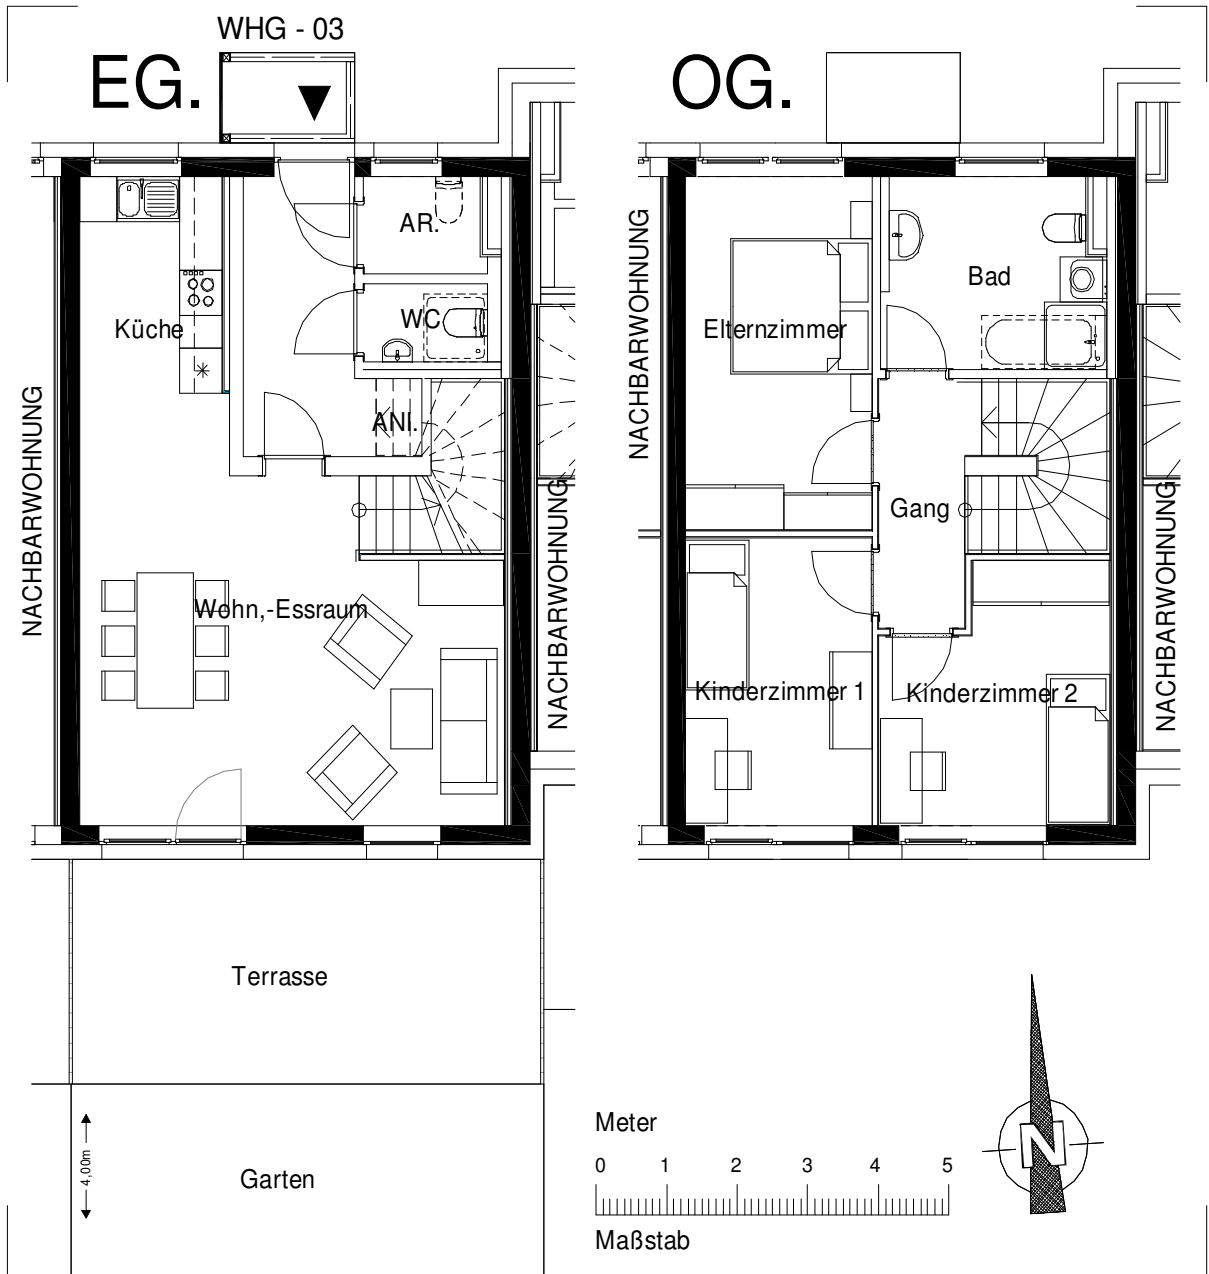 WHG - 03
EG.
OG.
AR.
WC
Küche
ANI.
Wohn,-Essraum
NACHBARWOHNUNG
NACHBARWOHNUNG
Terrasse
Garten
4,00m
NACHBARWOHNUNG
Elternzimmer
Bad
Gang
Kinderzimmer 1
Kinderzimmer 2
NACHBARWOHNUNG
Meter
0 1 2 3 4 5
Maßstab
N